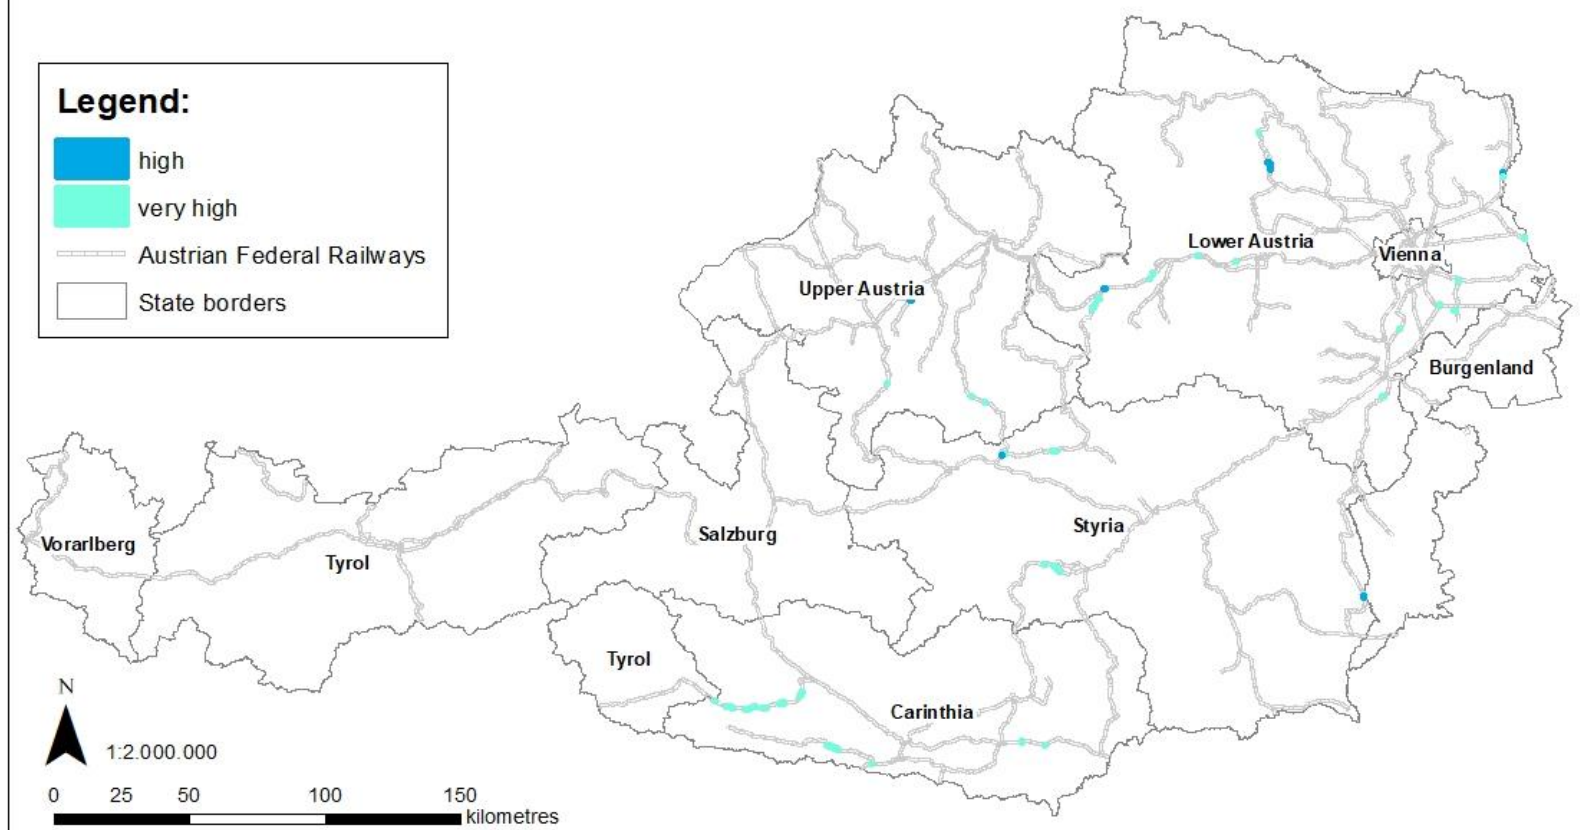 Legend:
high
very high
Austrian Federal Railways
State borders
Lower Austria
Vienna
Upper Austria
Burgenland
Vorarlberg
Tyrol
Salzburg
Styria
Tyrol
Carinthia
N
1:2.000.000
0 25 50 100 150
kilometres